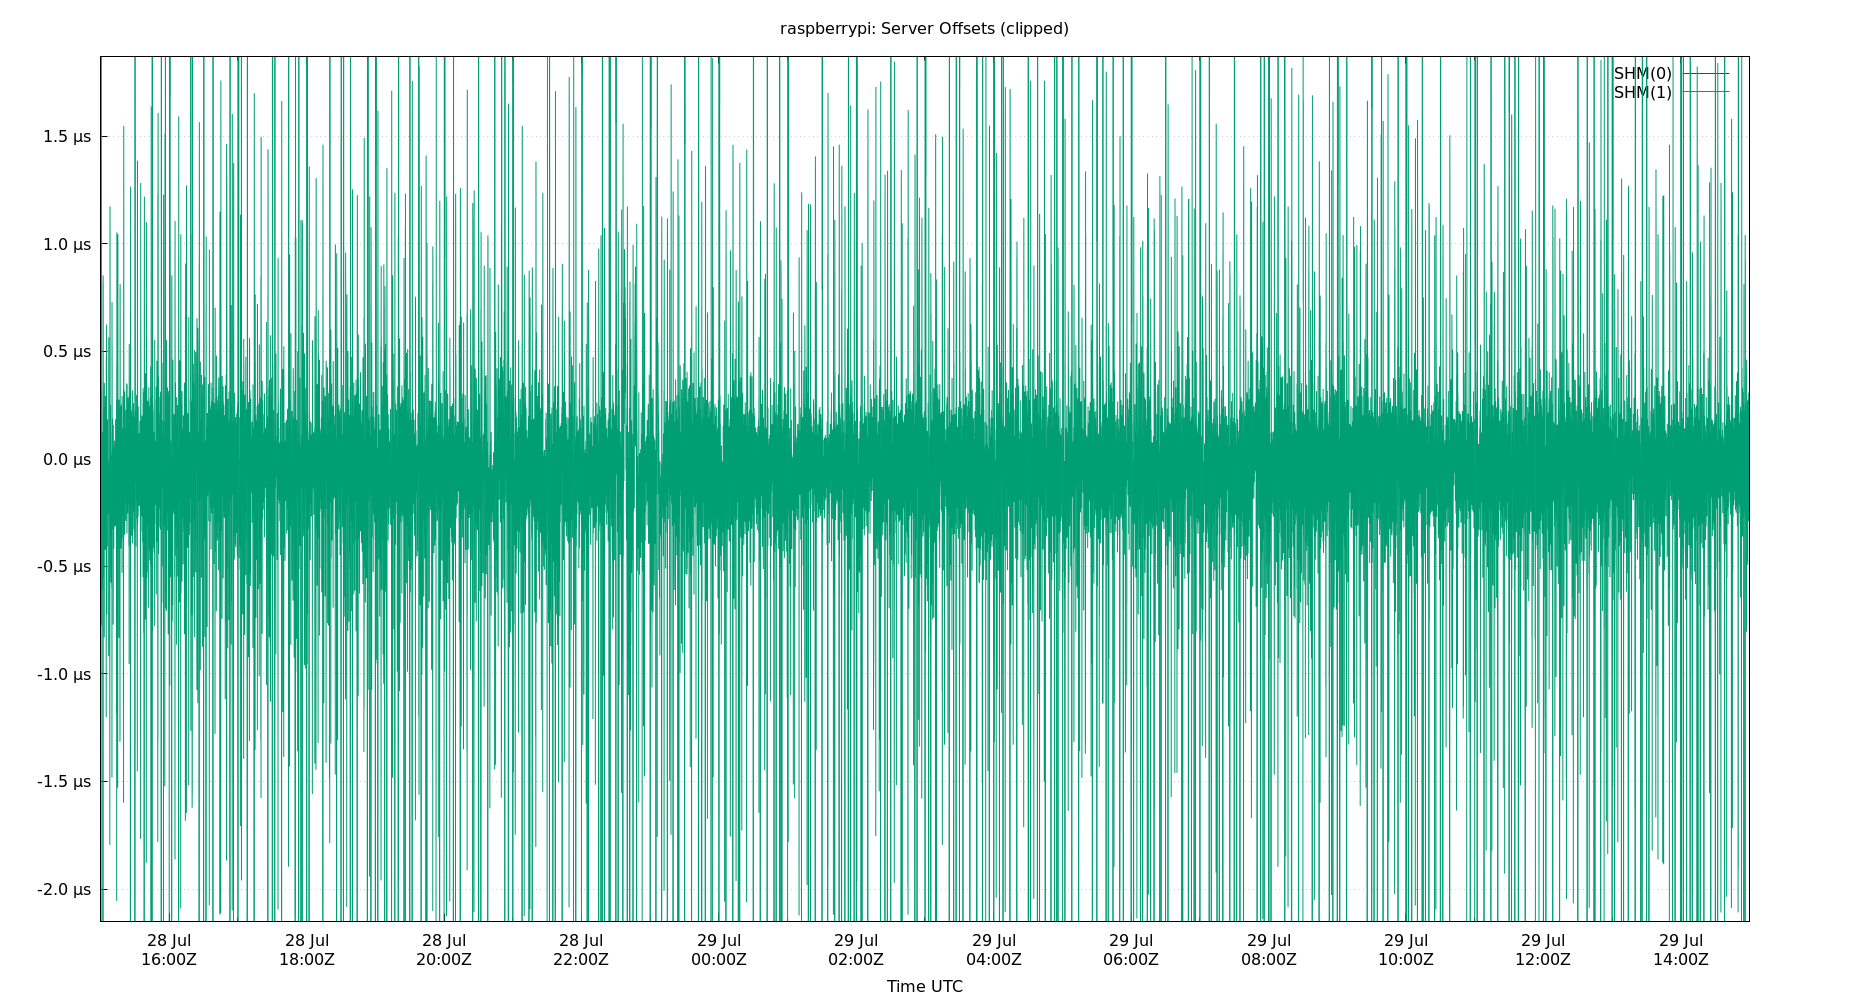 raspberrypi: Server Offsets (clipped)
SHM(0)
SHM(1)
1.5 µs
1.0 µs
0.5 µs
0.0 µs
-0.5 µs
-1.0 µs
-1.5 µs
-2.0 µs
28 Jul 28 Jul 28 Jul 28 Jul 29 Jul 29 Jul 29 Jul 29 Jul 29 Jul 29 Jul 29 Jul 29 Jul
16:00Z 18:00Z 20:00Z 22:00Z 00:00Z 02:00Z 04:00Z 06:00Z 08:00Z 10:00Z 12:00Z 14:00Z
Time UTC